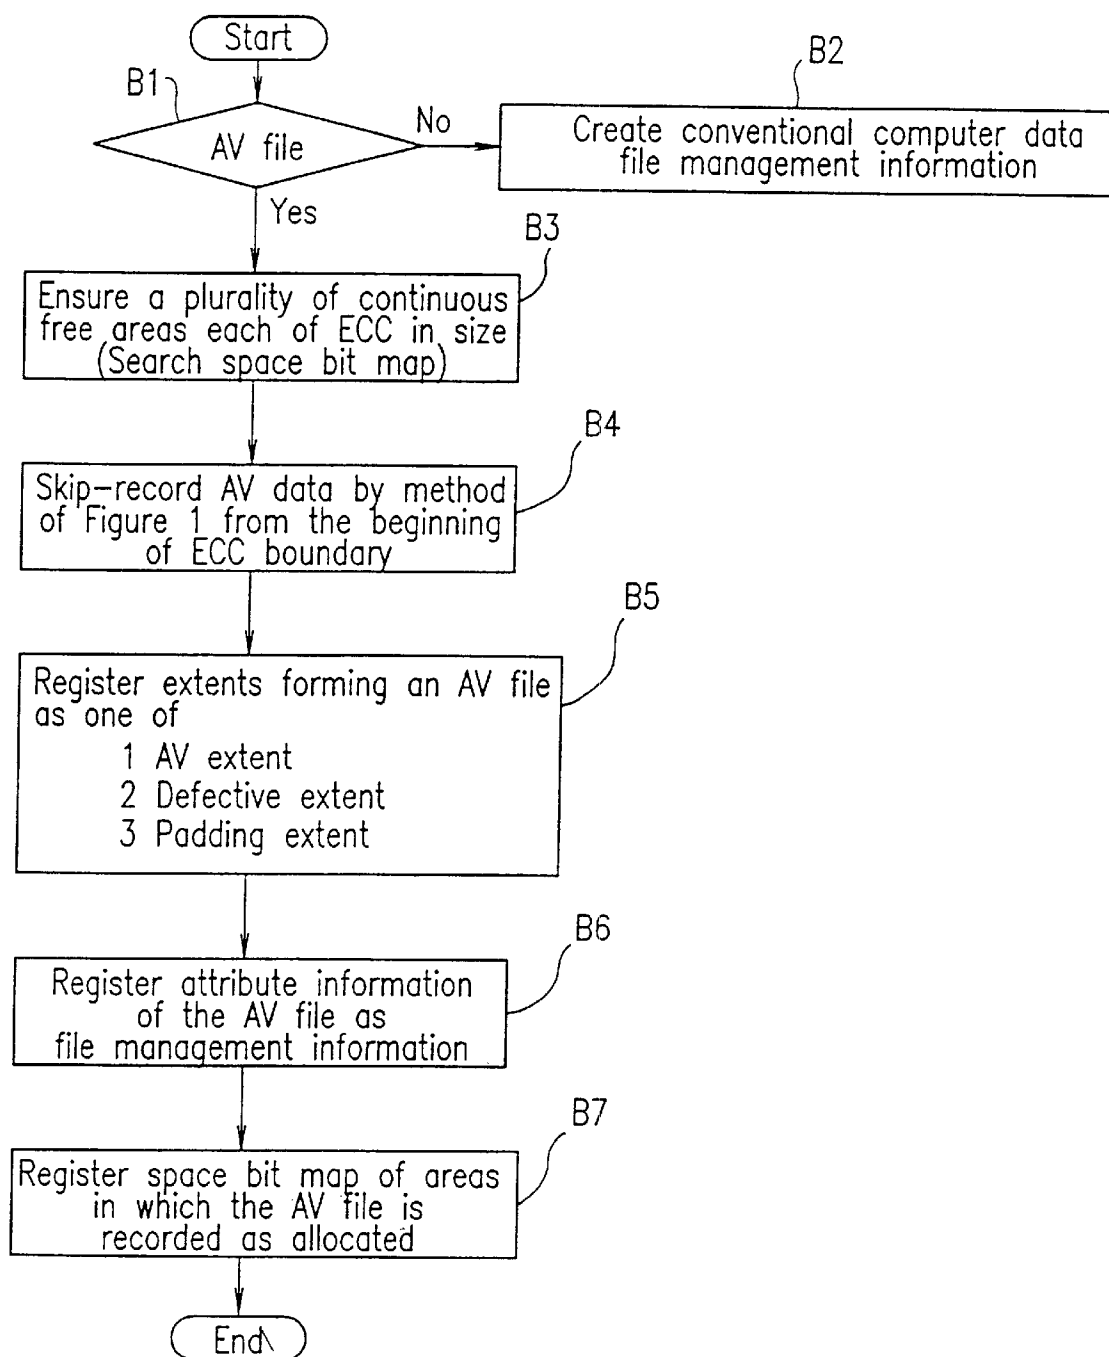 Start
B1
B2
AV file
No
Create conventional computer data
file management information
Yes
B3
Ensure a plurality of continuous
free areas each of ECC in size
(Search space bit map)
B4
Skip-record AV data by method
of Figure 1 from the beginning
of ECC boundary
B5
Register extents forming an AV file
as one of
1 AV extent
2 Defective extent
3 Padding extent
B6
Register attribute information
of the AV file as
file management information
B7
Register space bit map of areas
in which the AV file is
recorded as allocated
End